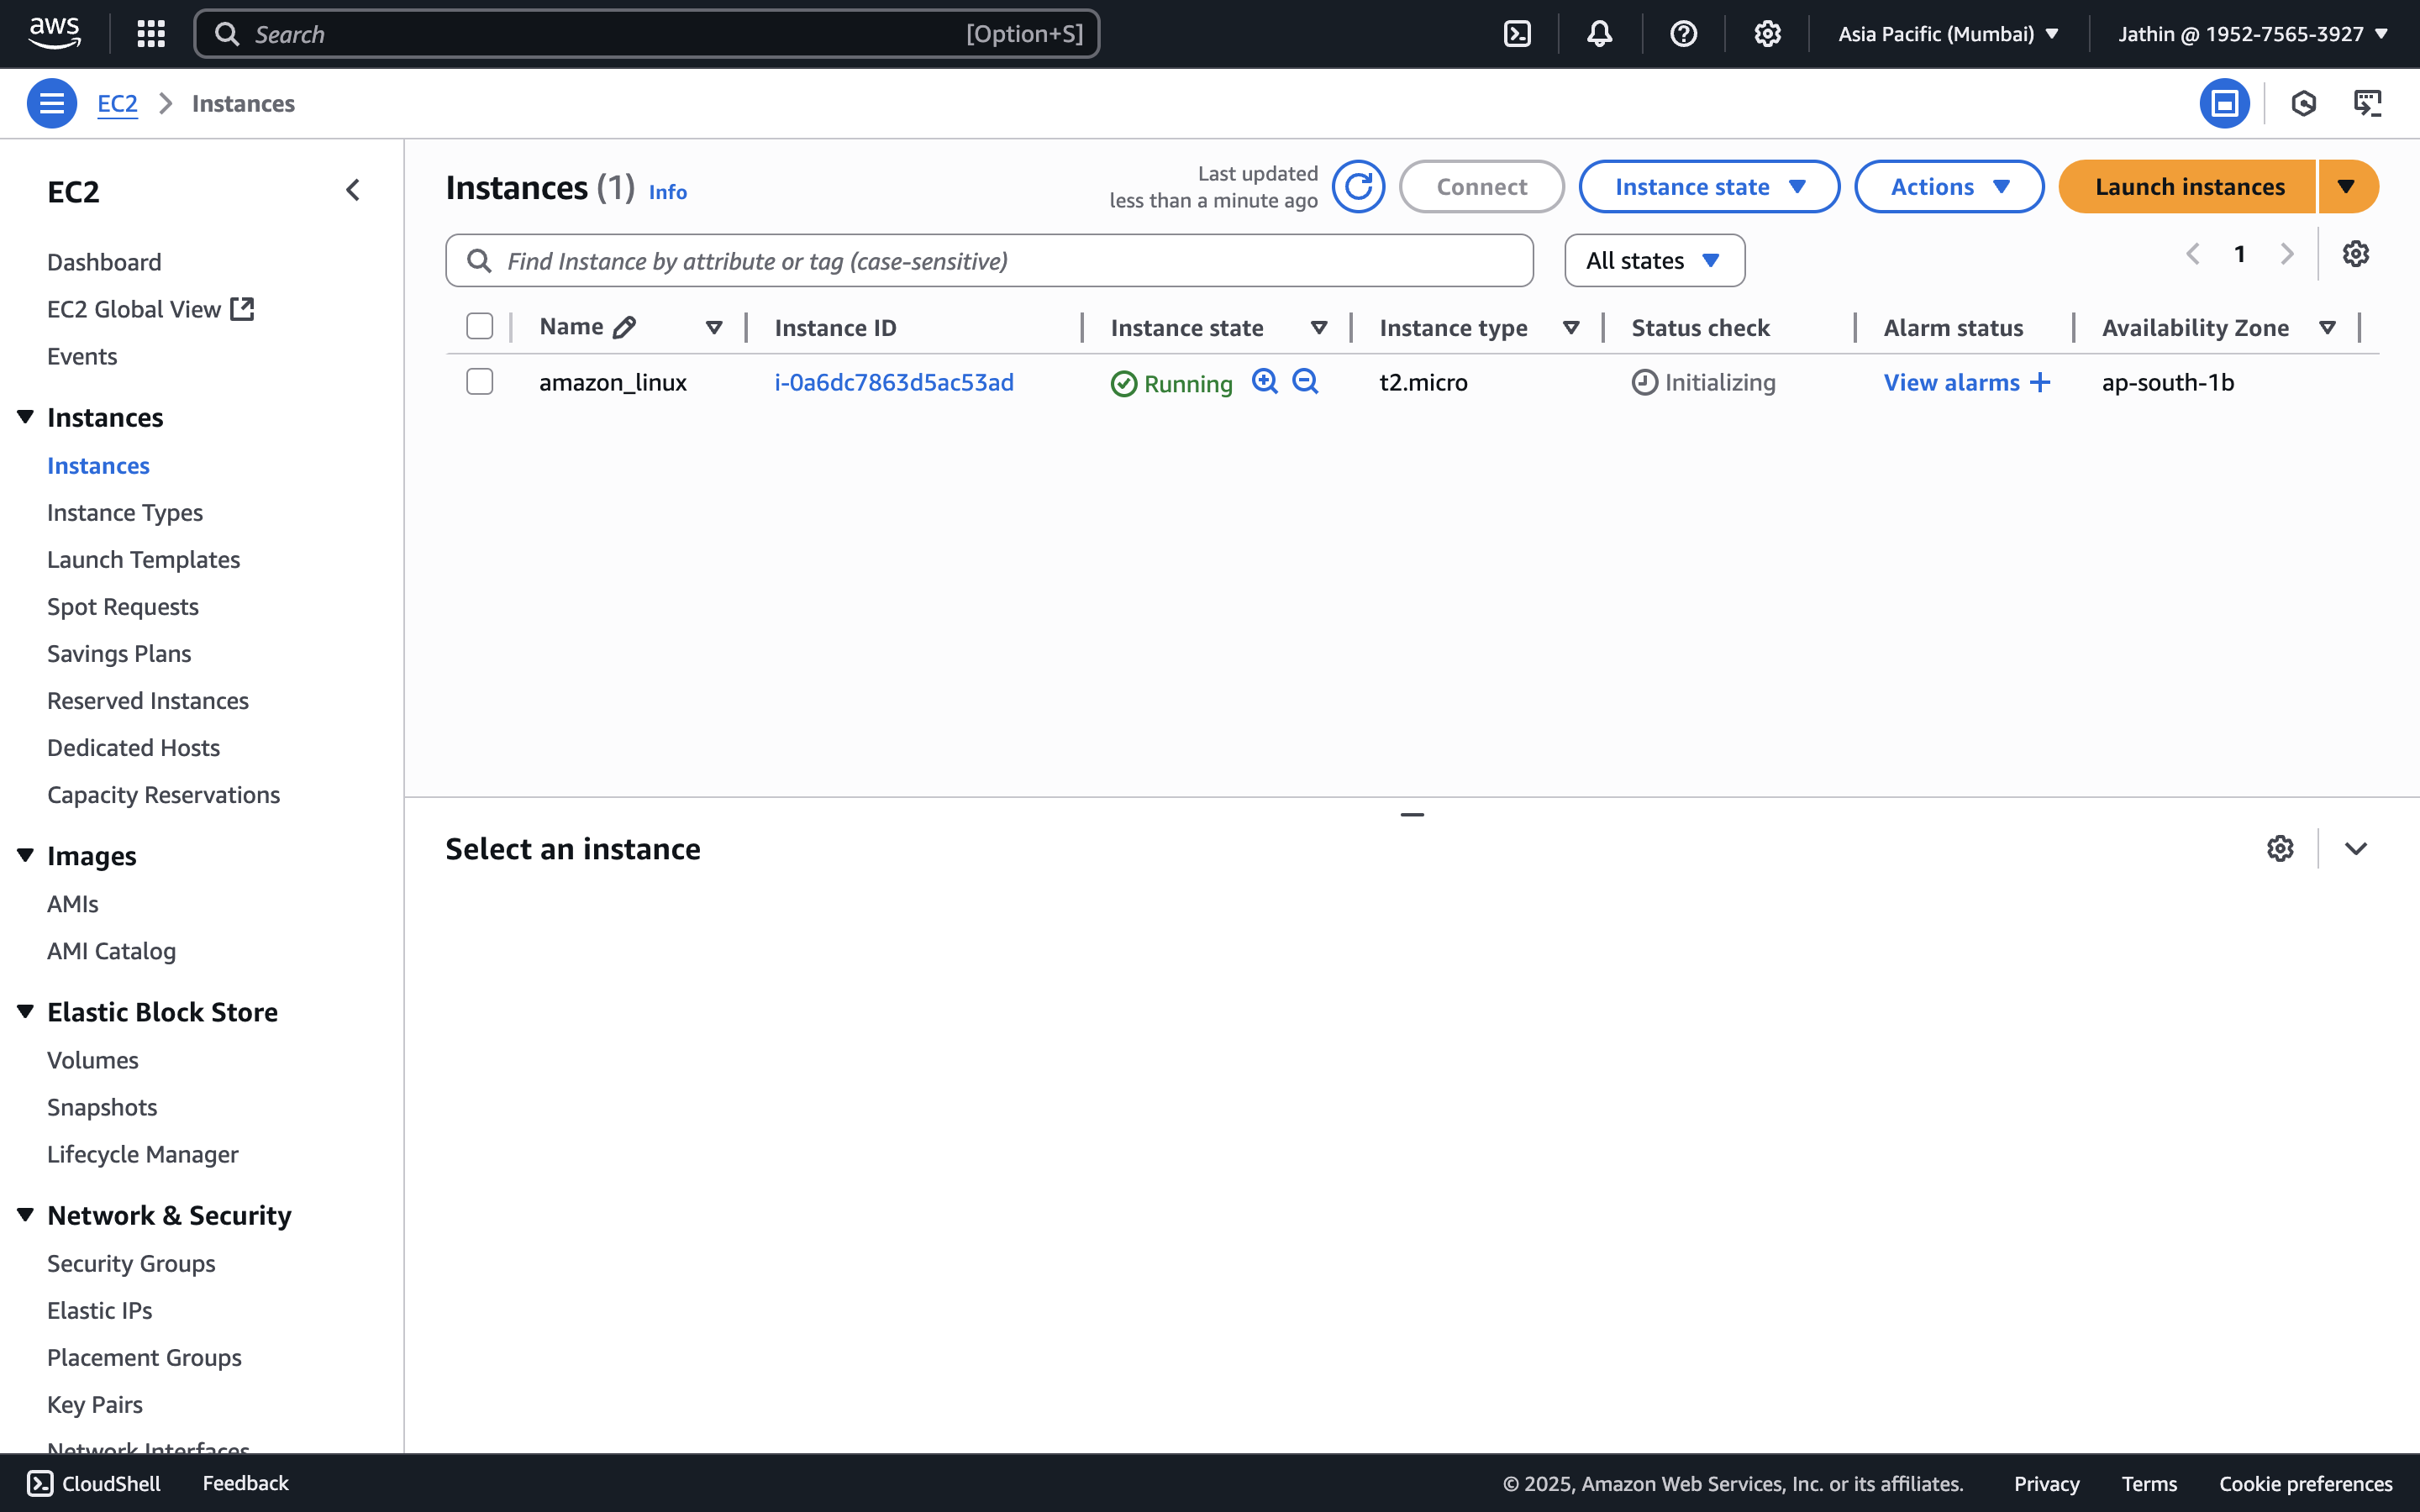 aws
Search [Option+S]
Asia Pacific (Mumbai)
Jathin @ 1952-7565-3927
EC2 Instances
EC2
Dashboard
EC2 Global View
Events
Instances
Instances
Instance Types
Launch Templates
Spot Requests
Savings Plans
Reserved Instances
Dedicated Hosts
Capacity Reservations
Images
AMIs
AMI Catalog
Elastic Block Store
Volumes
Snapshots
Lifecycle Manager
Network & Security
Security Groups
Elastic IPs
Placement Groups
Key Pairs
Network Interfaces
Instances (1) Info
Last updated
less than a minute ago
Connect
Instance state
Actions
Launch instances
Find Instance by attribute or tag (case-sensitive)
All states
1
Name Instance ID Instance state Instance type Status check Alarm status Availability Zone
amazon_linux i-0a6dc7863d5ac53ad Running t2.micro Initializing View alarms + ap-south-1b
Select an instance
CloudShell Feedback
© 2025, Amazon Web Services, Inc. or its affiliates. Privacy Terms Cookie preferences